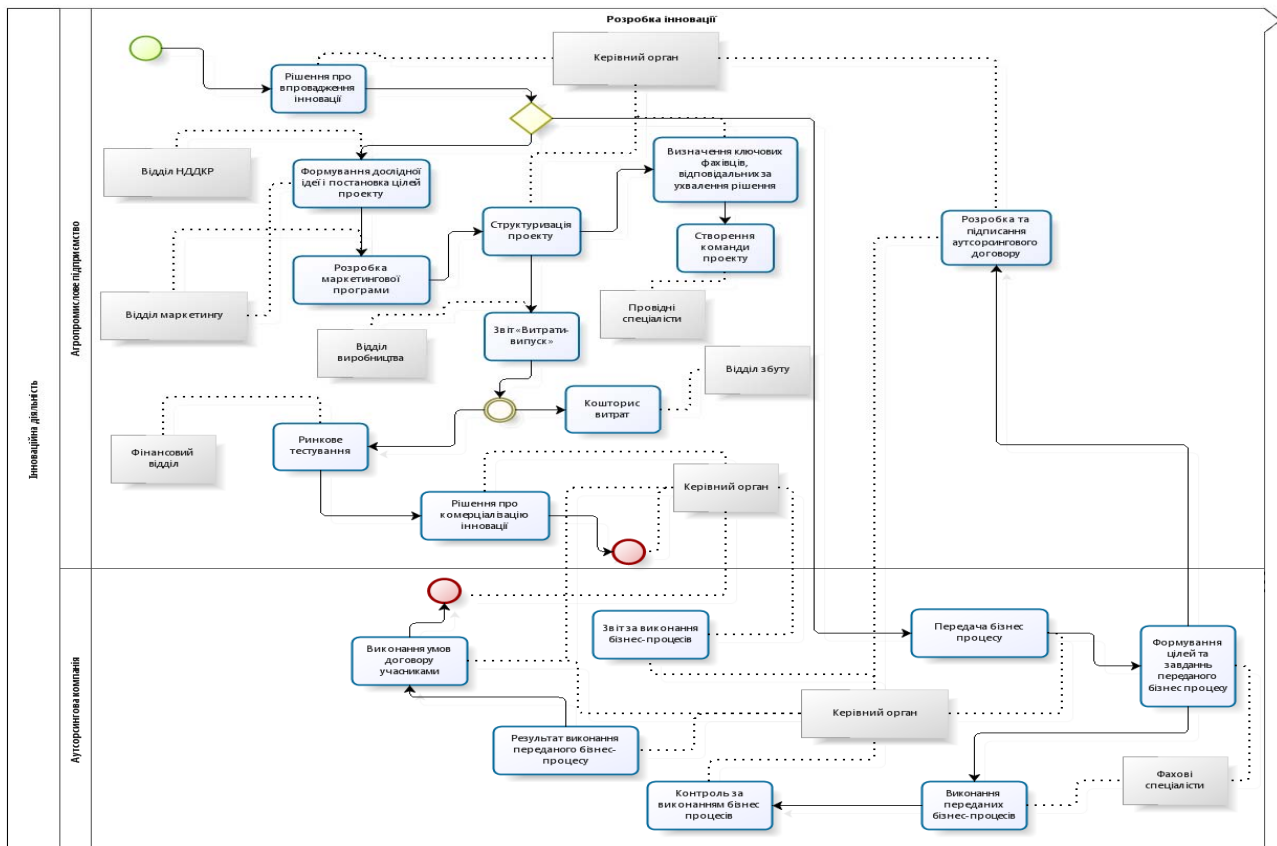 Розробка інновації
Інноваційна діяльність
Агропромислове підприємство
Керівний орган
Рішення про
впровадження
інновації
Відділ НДДКР
Формування дослідної
ідеї і постановка цілей
проекту
Визначення ключових
фахівців,
відповідальних за
ухвалення рішення
Структуризація
проекту
Створення
команди
проекту
Розробка та
підписання
аутсорсингового
договору
Розробка
маркетингової
програми
Відділ маркетингу
Провідні
спеціалісти
Звіт «Витрати-
випуск»
Відділ
виробництва
Відділ збуту
Кошторис
витрат
Ринкове
тестування
Фінансовий
відділ
Керівний орган
Рішення про
комерціалізацію
інновації
Аутсорсингова компанія
Звіт за виконання
бізнес-процесів
Передача бізнес
процесу
Формування
цілей та
завданнь
переданого
бізнес процесу
Виконання умов
договору
учасниками
Керівний орган
Результат виконання
переданого бізнес-
процесу
Фахові
спеціалісти
Контроль за
виконанням бізнес
процесів
Виконання
переданих
бізнес-процесів